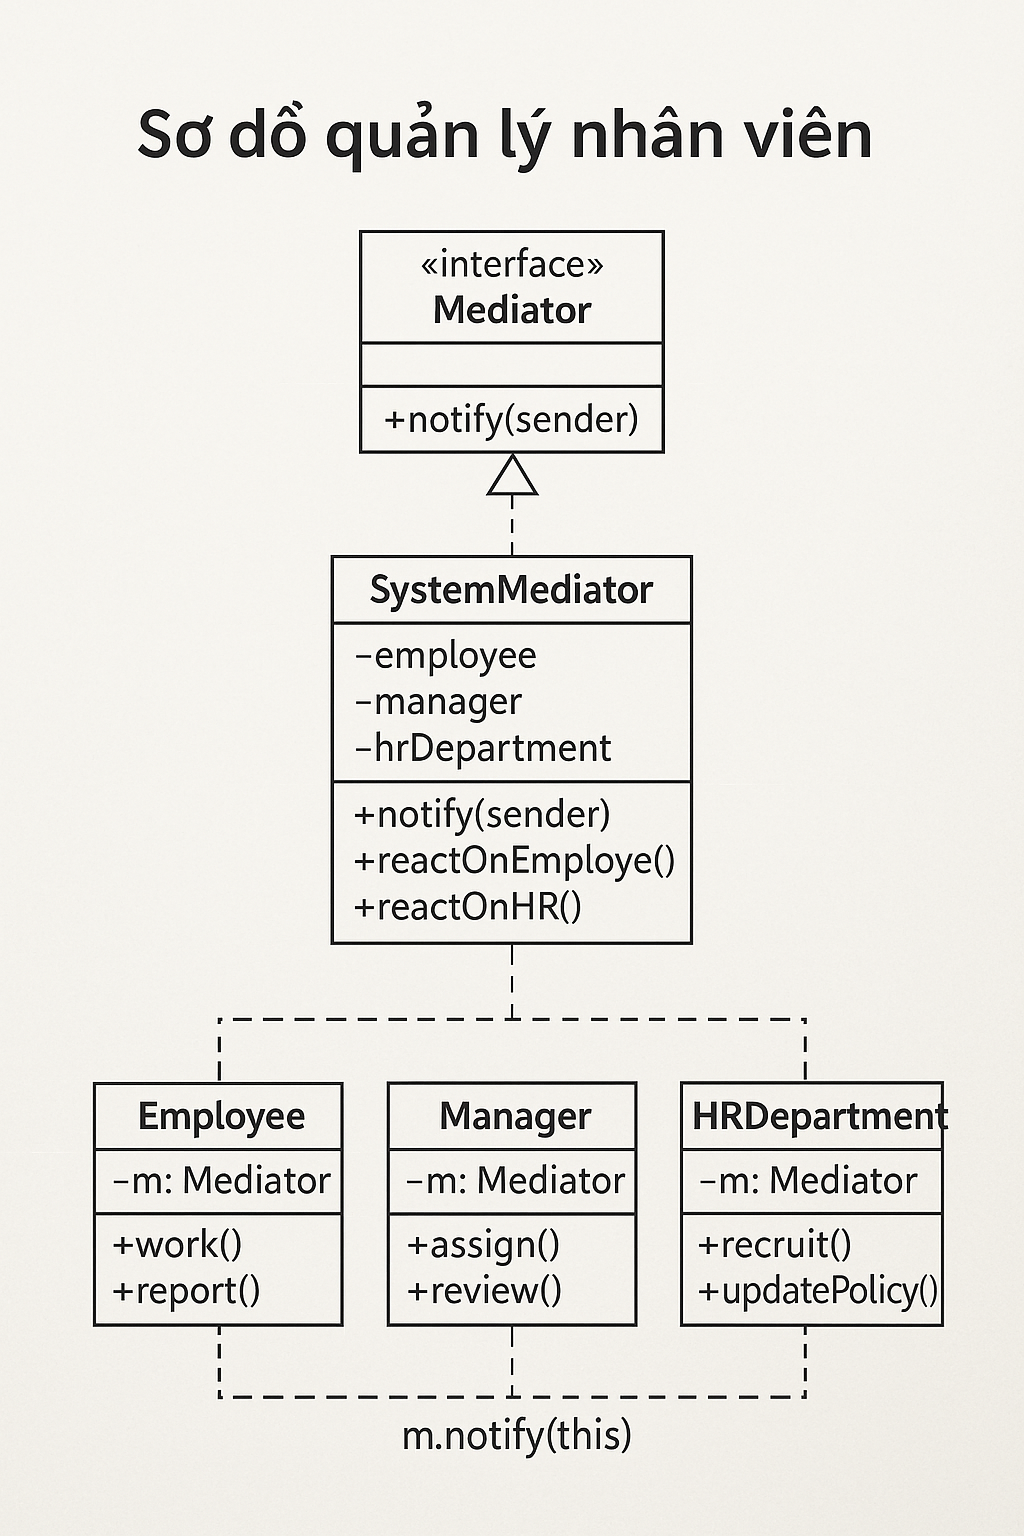 Sơ dồ quản lý nhân viên
«interface»
Mediator
+notify(sender)
SystemMediator
-employee
-manager
-hrDepartment
+notify(sender)
+reactOnEmploye()
+reactOnHR()
Employee
-m: Mediator
+work()
+report()
Manager
-m: Mediator
+assign()
+review()
HRDepartment
-m: Mediator
+recruit()
+updatePolicy()
m.notify(this)